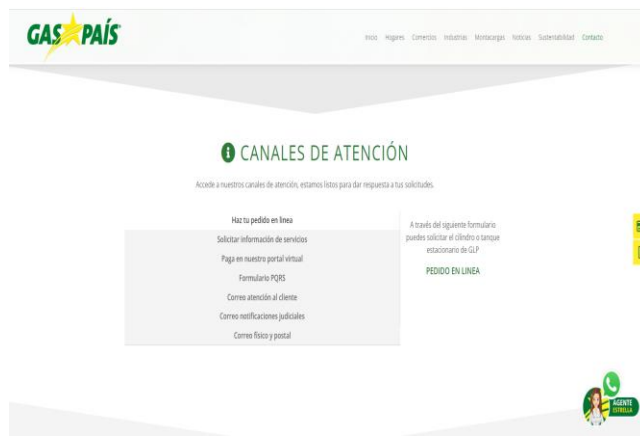 GAS PAÍS
Inicio Hogares Comercios Industrias Montacargas Noticias Sustentabilidad Contacto
CANALES DE ATENCIÓN
Accede a nuestros canales de atención, estamos listos para dar respuesta a tus solicitudes.
Haz tu pedido en linea
Solicitar información de servicios
Paga en nuestro portal virtual
Formulario PQRS
Correo atención al cliente
Correo notificaciones judiciales
Correo físico y postal
A través del siguiente formulario
puedes solicitar el cilindro o tanque
estacionario de GLP
PEDIDO EN LINEA
AGENTE
ESTRELLA